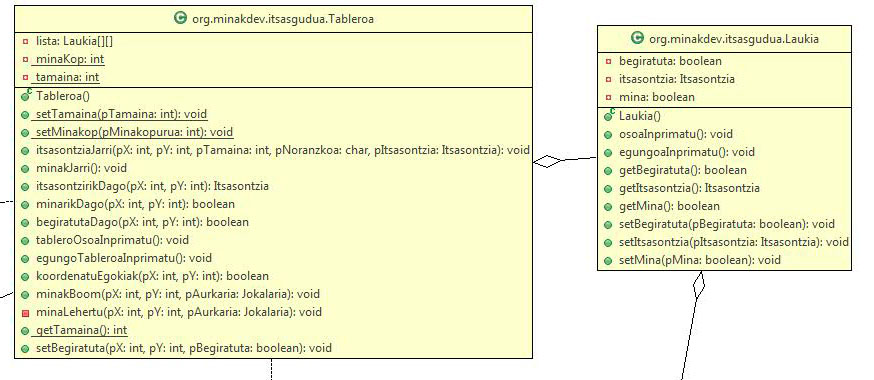 org.minakdev.itsasgudua.Tableroa
lista: Laukia[][]
minaKop: int
tamaina: int
Tableroa()
setTamaina(pTamaina: int): void
setMinakop(pMinakopurua: int): void
itsasontziaJarri(pX: int, pY: int, pTamaina: int, pNoranzkoa: char, pItsasontzia: Itsasontzia): void
minakJarri(): void
itsasontzirikDago(pX: int, pY: int): Itsasontzia
minarikDago(pX: int, pY: int): boolean
begiratutaDago(pX: int, pY: int): boolean
tableroOsoaInprimatu(): void
egungoTableroaInprimatu(): void
koordenatuEgokiak(pX: int, pY: int): boolean
minakBoom(pX: int, pY: int, pAurkaria: Jokalaria): void
minaLehertu(pX: int, pY: int, pAurkaria: Jokalaria): void
getTamaina(): int
setBegiratuta(pX: int, pY: int, pBegiratuta: boolean): void
org.minakdev.itsasgudua.Laukia
begiratuta: boolean
itsasontzia: Itsasontzia
mina: boolean
Laukia()
osoaInprimatu(): void
egungoaInprimatu(): void
getBegiratuta(): boolean
getItsasontzia(): Itsasontzia
getMina(): boolean
setBegiratuta(pBegiratuta: boolean): void
setItsasontzia(pItsasontzia: Itsasontzia): void
setMina(pMina: boolean): void